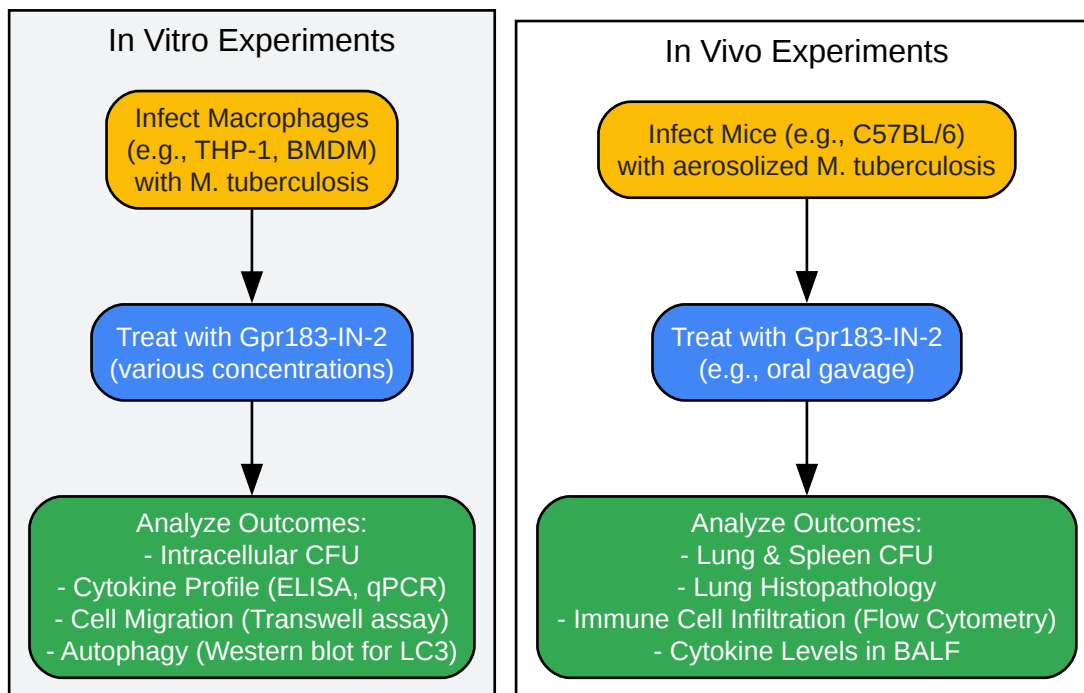 In Vitro Experiments
Infect Macrophages
(e.g., THP-1, BMDM)
with M. tuberculosis
Treat with Gpr183-IN-2
(various concentrations)
Analyze Outcomes:
- Intracellular CFU
- Cytokine Profile (ELISA, qPCR)
- Cell Migration (Transwell assay)
- Autophagy (Western blot for LC3)
In Vivo Experiments
Infect Mice (e.g., C57BL/6)
with aerosolized M. tuberculosis
Treat with Gpr183-IN-2
(e.g., oral gavage)
Analyze Outcomes:
- Lung & Spleen CFU
- Lung Histopathology
- Immune Cell Infiltration (Flow Cytometry)
- Cytokine Levels in BALF